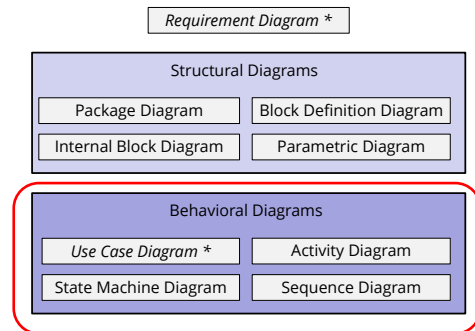 Requirement Diagram *
Structural Diagrams
Package Diagram
Block Definition Diagram
Internal Block Diagram
Parametric Diagram
Behavioral Diagrams
Use Case Diagram *
Activity Diagram
State Machine Diagram
Sequence Diagram